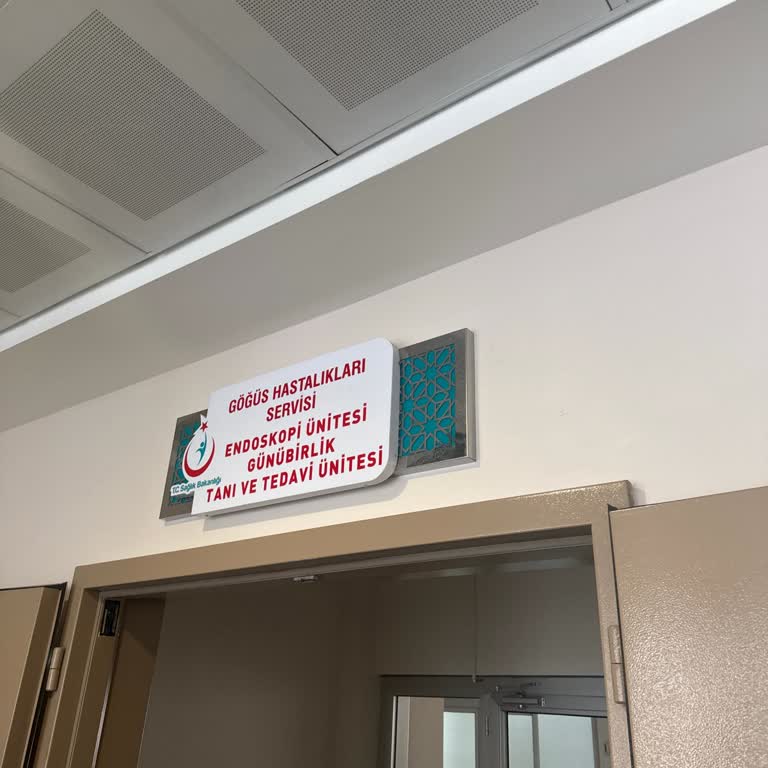 GÖĞÜS HASTALIKLARI
SERVİSİ
ENDOSKOPİ ÜNİTESİ
GÜNÜBİRLİK
TANI VE TEDAVİ ÜNİTESİ
T.C. Sağlık Bakanlığı